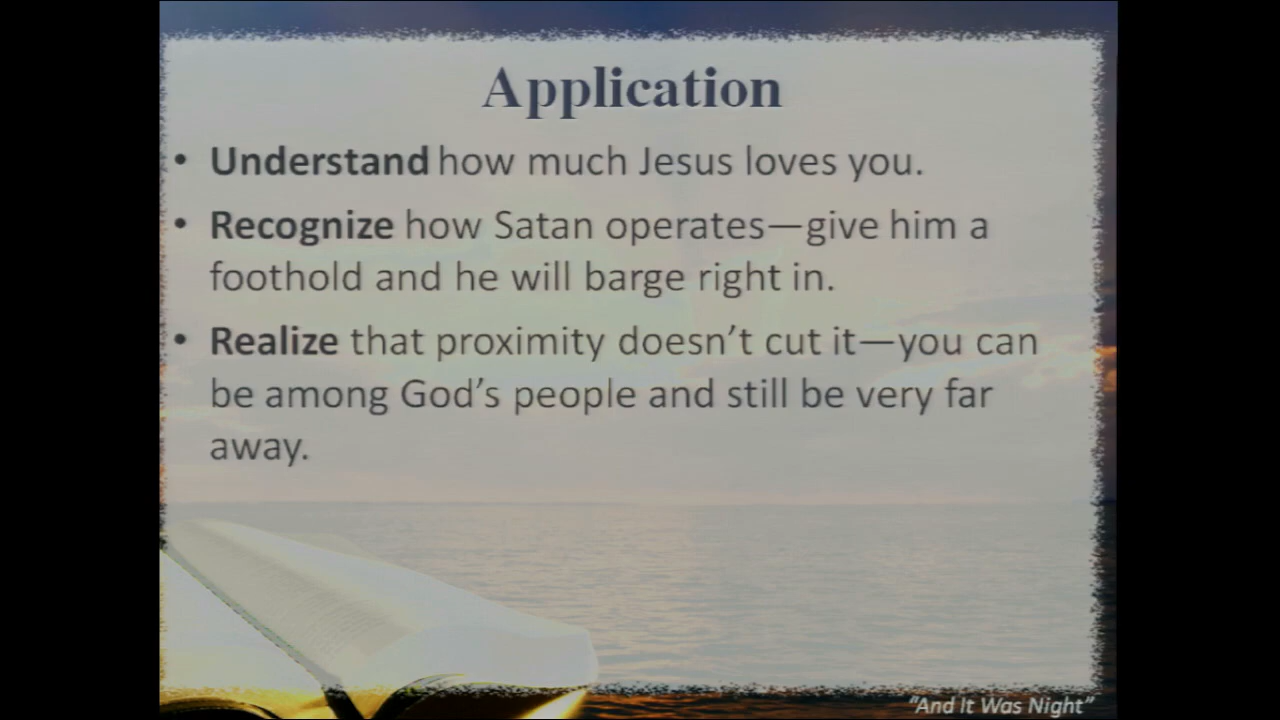 Application
• Understand how much Jesus loves you.
• Recognize how Satan operates—give him a
foothold and he will barge right in.
• Realize that proximity doesn’t cut it—you can
be among God’s people and still be very far
away.
“And It Was Night”